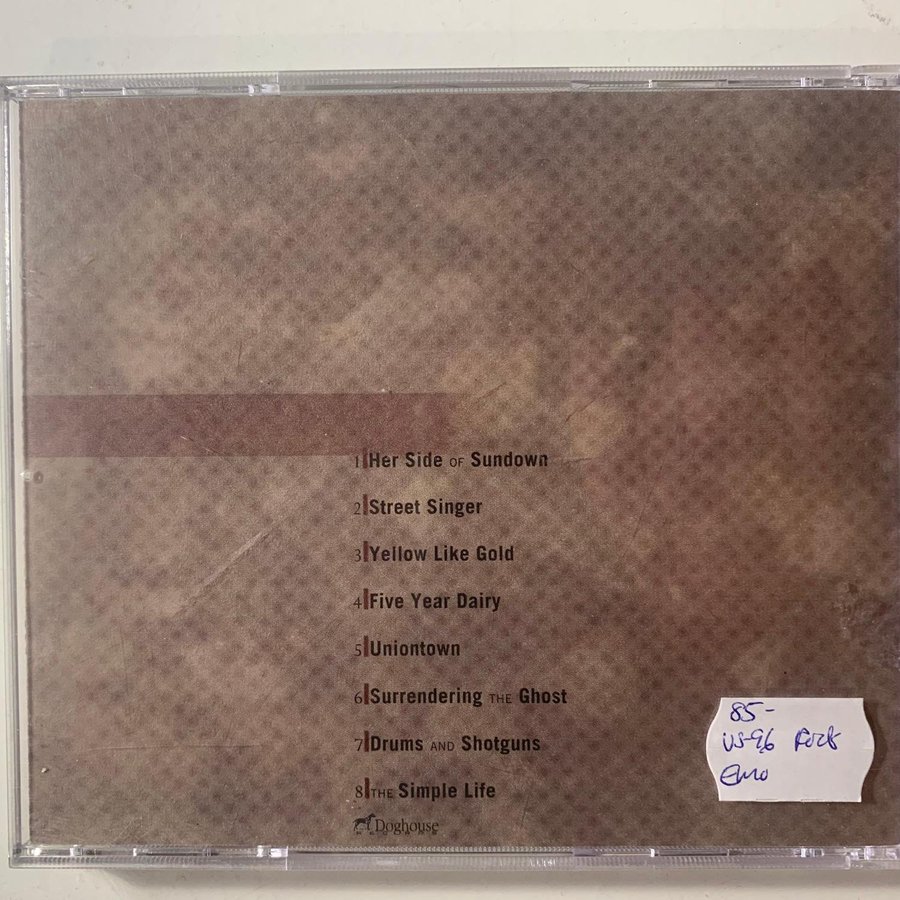 1 Her Side OF Sundown
2 Street Singer
3 Yellow Like Gold
4 Five Year Dairy
5 Uniontown
6 Surrendering THE Ghost
7 Drums AND Shotguns
8 THE Simple Life
Doghouse
RECORDS
85-
US-96 Rock
Emo